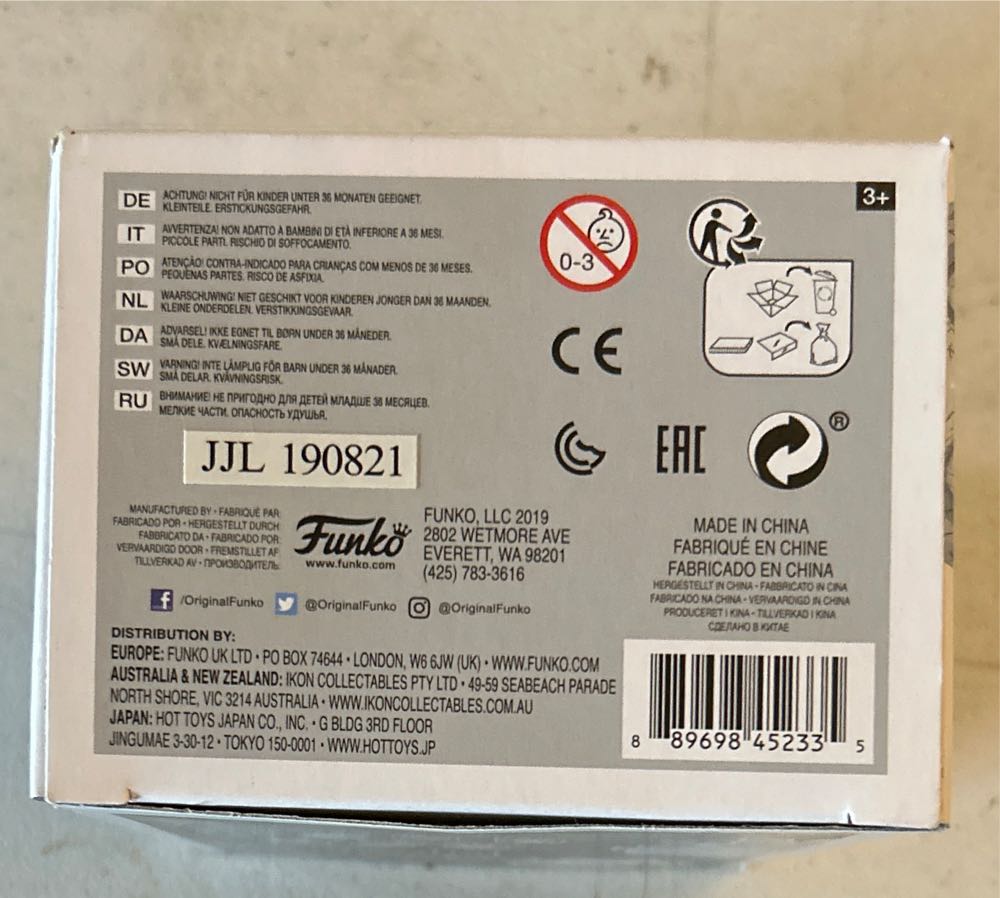 3+
DE ACHTUNG! NICHT FÜR KINDER UNTER 36 MONATEN GEEIGNET.
KLEINTEILE. ERSTICKUNGSGEFAHR.
IT AVVERTENZA! NON ADATTO A BAMBINI DI ETÀ INFERIORE A 36 MESI.
PICCOLE PARTI. RISCHIO DI SOFFOCAMENTO.
PO ATENÇÃO! CONTRA-INDICADO PARA CRIANÇAS COM MENOS DE 36 MESES.
PEQUENAS PARTES. RISCO DE ASFIXIA.
NL WAARSCHUWING! NIET GESCHIKT VOOR KINDEREN JONGER DAN 36 MAANDEN.
KLEINE ONDERDELEN. VERSTIKKINGSGEVAAR.
DA ADVARSEL! IKKE EGNET TIL BØRN UNDER 36 MÅNEDER.
SMÅ DELE. KVÆLNINGSFARE.
SW VARNING! INTE LÄMPLIG FÖR BARN UNDER 36 MÅNADER.
SMÅ DELAR. KVÄVNINGSRISK.
RU ВНИМАНИЕ! НЕ ПРИГОДНО ДЛЯ ДЕТЕЙ МЛАДШЕ 36 МЕСЯЦЕВ.
МЕЛКИЕ ЧАСТИ. ОПАСНОСТЬ УДУШЬЯ.
0-3
CE
EAC
®
JJL 190821
MANUFACTURED BY • FABRIQUÉ PAR
FABRICADO POR • HERGESTELLT DURCH
FABBRICATO DA • FABRICADO POR
VERVAARDIGD DOOR • FREMSTILLET AF
TILLVERKAD AV • ПРОИЗВОДИТЕЛЬ:
Funko
www.funko.com
FUNKO, LLC 2019
2802 WETMORE AVE
EVERETT, WA 98201
(425) 783-3616
/OriginalFunko @OriginalFunko @OriginalFunko
MADE IN CHINA
FABRIQUÉ EN CHINE
FABRICADO EN CHINA
HERGESTELLT IN CHINA • FABBRICATO IN CINA
FABRICADO NA CHINA • VERVAARDIGD IN CHINA
PRODUCERET I KINA • TILLVERKAD I KINA
СДЕЛАНО В КИТАЕ
DISTRIBUTION BY:
EUROPE: FUNKO UK LTD • PO BOX 74644 • LONDON, W6 6JW (UK) • WWW.FUNKO.COM
AUSTRALIA & NEW ZEALAND: IKON COLLECTABLES PTY LTD • 49-59 SEABEACH PARADE
NORTH SHORE, VIC 3214 AUSTRALIA • WWW.IKONCOLLECTABLES.COM.AU
JAPAN: HOT TOYS JAPAN CO., INC. • G BLDG 3RD FLOOR
JINGUMAE 3-30-12 • TOKYO 150-0001 • WWW.HOTTOYS.JP
8 89698 45233 5